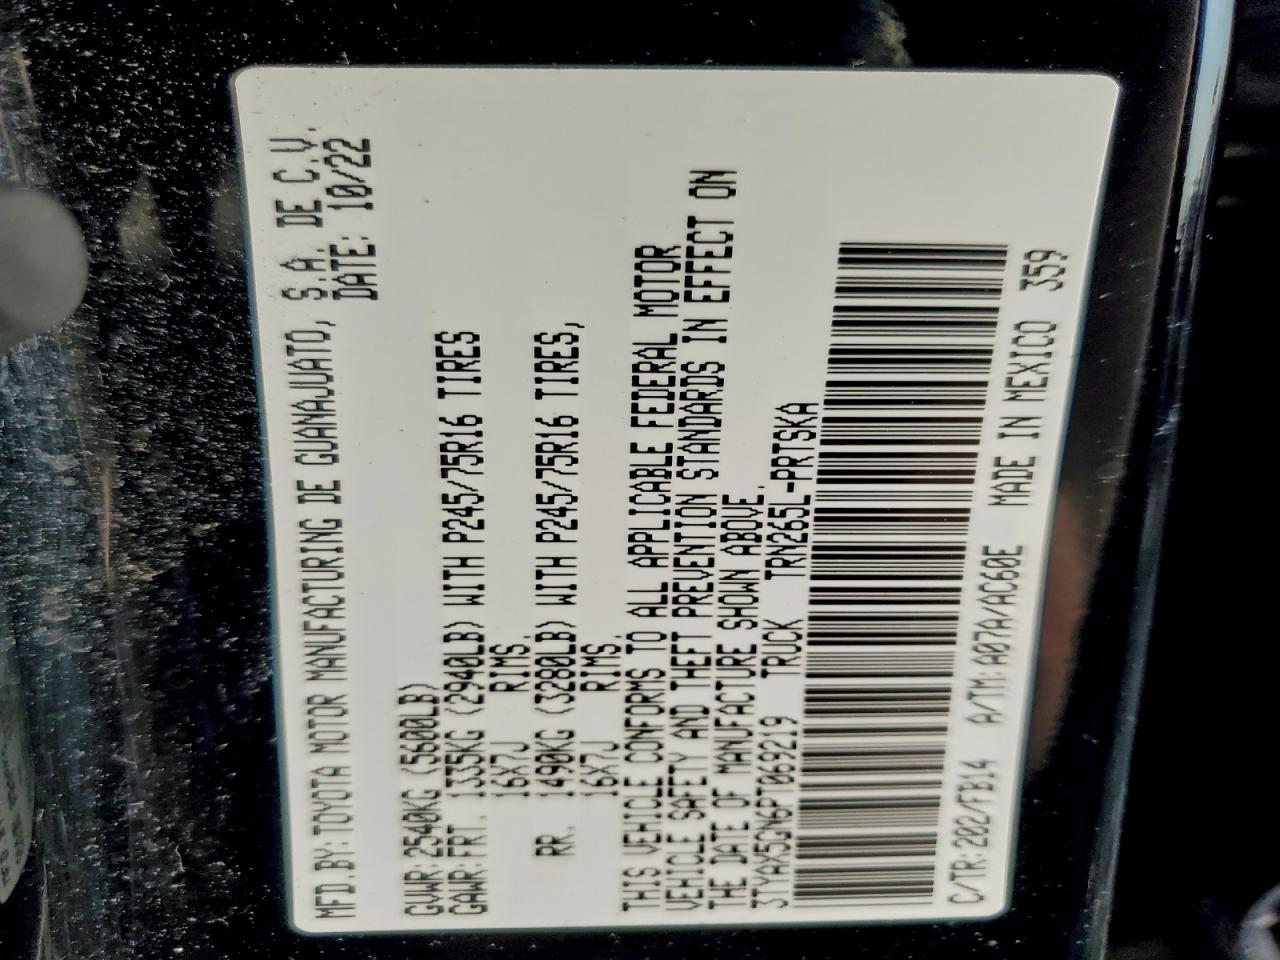 MFD.BY:TOYOTA MOTOR MANUFACTURING DE GUANAJUATO, S.A. DE C.V.
DATE: 10/22
GVWR:2540KG (5600LB)
GAWR:FRT. 1335KG (2940LB) WITH P245/75R16 TIRES
16X7J RIMS.
RR. 1490KG (3280LB) WITH P245/75R16 TIRES,
16X7J RIMS.
THIS VEHICLE CONFORMS TO ALL APPLICABLE FEDERAL MOTOR
VEHICLE SAFETY AND THEFT PREVENTION STANDARDS IN EFFECT ON
THE DATE OF MANUFACTURE SHOWN ABOVE.
3TYAX5GN6PT069219 TRUCK TRN265L-PRTSKA
C/TR:202/FB14 A/TM:A07A/AC60E MADE IN MEXICO 359